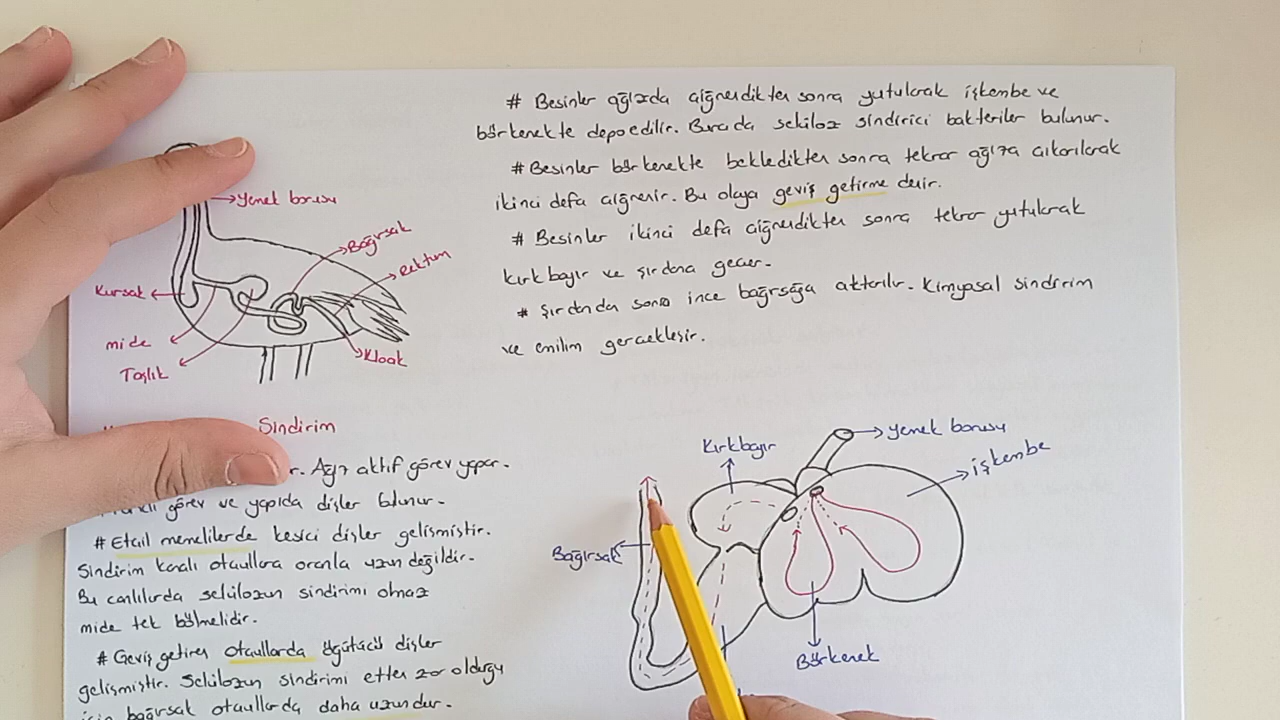 # Besinler ağızda çiğnendikten sonra yutularak işkembe ve
börkenekte depo edilir. Burada selüloz sindirici bakteriler bulunur.
# Besinler börkenekte bekledikten sonra tekrar ağıza çıkarılarak
ikinci defa çiğnenir. Bu olaya geviş getirme denir.
# Besinler ikinci defa çiğnendikten sonra tekrar yutularak
kırkbayır ve şirdana geçer.
# Şırdanda sonra ince bağırsağa aktarılır. Kimyasal sindirim
ve emilim gerçekleşir.
Yemek borusu
Bağırsak
Rektum
Kursak
mide
Taşlık
Kloak
Sindirim
Ağız aktif görev yapar.
görev ve yapıda dişler bulunur.
# Etçil memelilerde kesici dişler gelişmiştir.
Sindirim kanalı otçullara oranla uzun değildir.
Bu canlılarda selülozun sindirimi olmaz
mide tek bölmelidir.
# Geviş getiren otçullarda öğütücü dişler
gelişmiştir. Selülozun sindirimi etten zor olduğu
için bağırsak otçullarda daha uzundur.
Kırkbayır
Yemek borusu
işkembe
Bağırsak
Börkenek